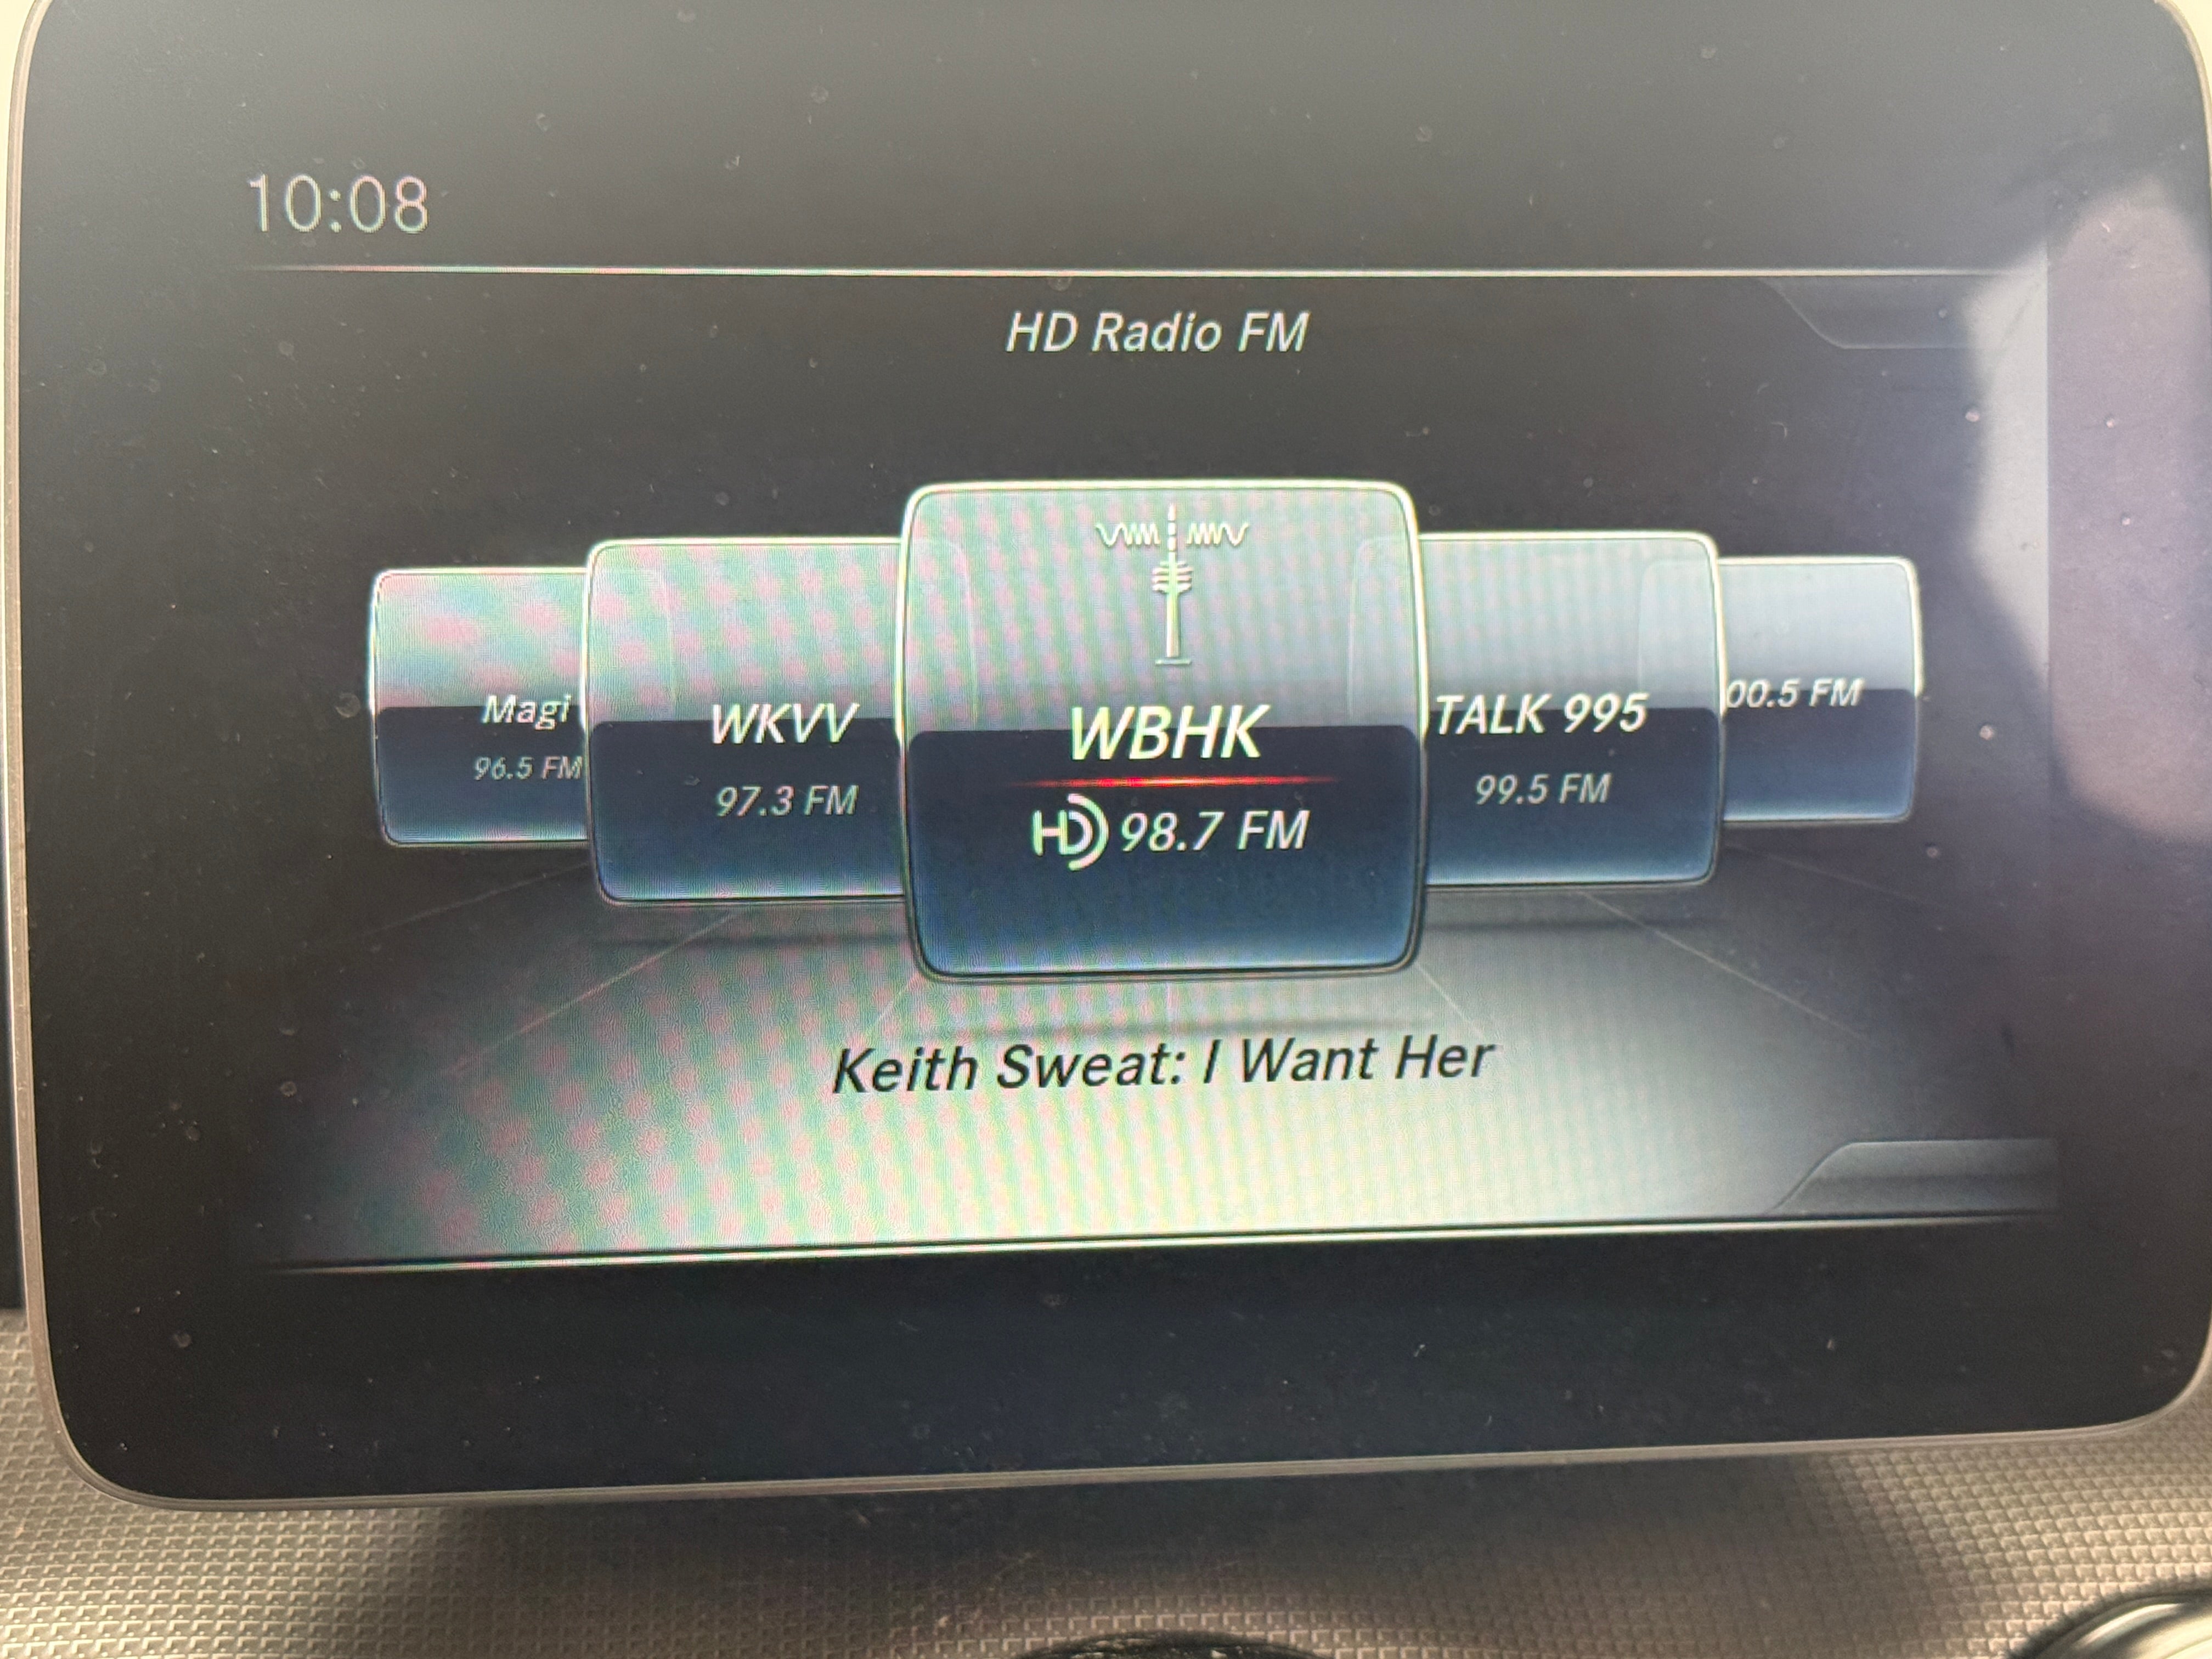 10:08
HD Radio FM
Magi
96.5 FM
WKVV
97.3 FM
WBHK
HD 98.7 FM
TALK 995
99.5 FM
00.5 FM
Keith Sweat: I Want Her